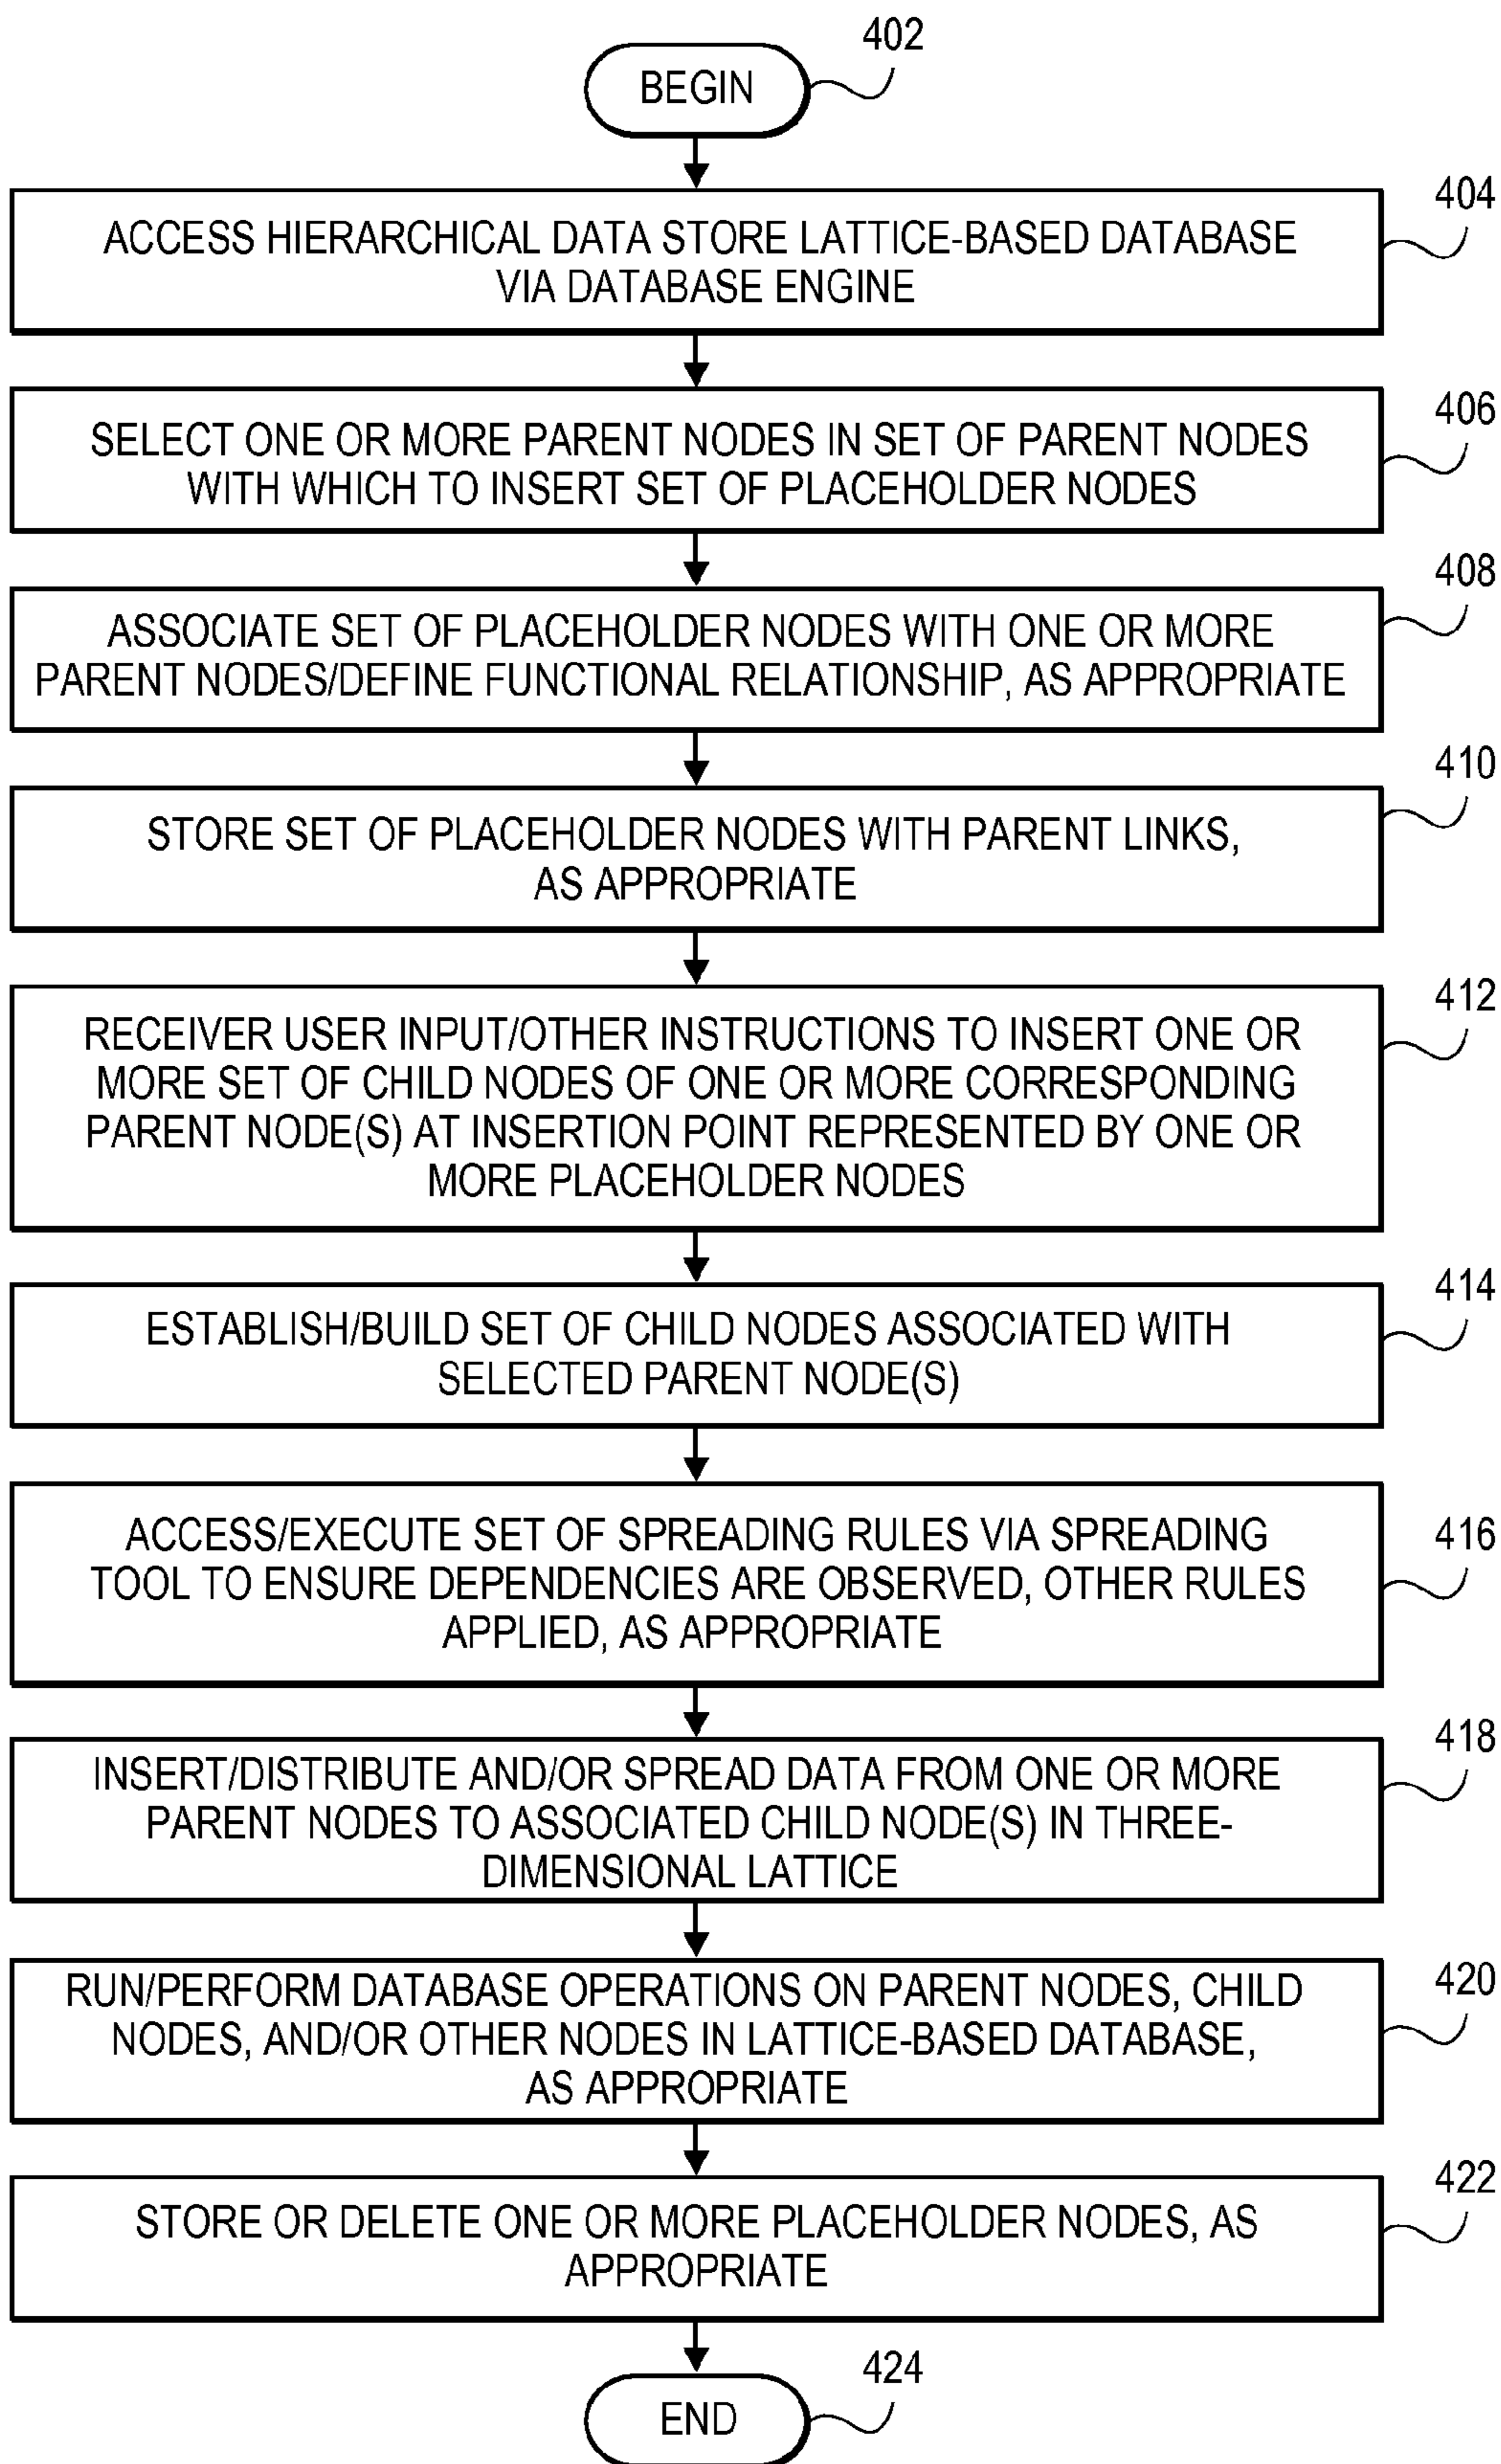 402
BEGIN
404
ACCESS HIERARCHICAL DATA STORE LATTICE-BASED DATABASE
VIA DATABASE ENGINE
406
SELECT ONE OR MORE PARENT NODES IN SET OF PARENT NODES
WITH WHICH TO INSERT SET OF PLACEHOLDER NODES
408
ASSOCIATE SET OF PLACEHOLDER NODES WITH ONE OR MORE
PARENT NODES/DEFINE FUNCTIONAL RELATIONSHIP, AS APPROPRIATE
410
STORE SET OF PLACEHOLDER NODES WITH PARENT LINKS,
AS APPROPRIATE
412
RECEIVER USER INPUT/OTHER INSTRUCTIONS TO INSERT ONE OR
MORE SET OF CHILD NODES OF ONE OR MORE CORRESPONDING
PARENT NODE(S) AT INSERTION POINT REPRESENTED BY ONE OR
MORE PLACEHOLDER NODES
414
ESTABLISH/BUILD SET OF CHILD NODES ASSOCIATED WITH
SELECTED PARENT NODE(S)
416
ACCESS/EXECUTE SET OF SPREADING RULES VIA SPREADING
TOOL TO ENSURE DEPENDENCIES ARE OBSERVED, OTHER RULES
APPLIED, AS APPROPRIATE
418
INSERT/DISTRIBUTE AND/OR SPREAD DATA FROM ONE OR MORE
PARENT NODES TO ASSOCIATED CHILD NODE(S) IN THREE-
DIMENSIONAL LATTICE
420
RUN/PERFORM DATABASE OPERATIONS ON PARENT NODES, CHILD
NODES, AND/OR OTHER NODES IN LATTICE-BASED DATABASE,
AS APPROPRIATE
422
STORE OR DELETE ONE OR MORE PLACEHOLDER NODES, AS
APPROPRIATE
424
END